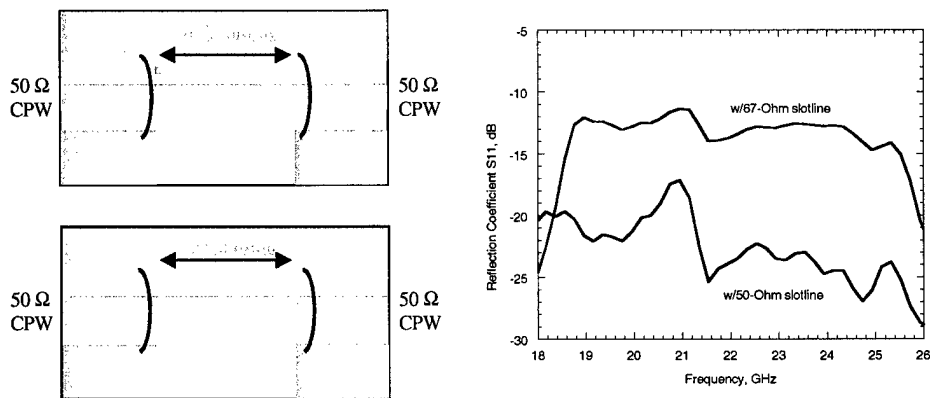 50 Ω
CPW
50 Ω
CPW
50 Ω
CPW
50 Ω
CPW
-5
-10
-15
-20
-25
-30
Reflection Coefficient S11, dB
w/67-Ohm slotline
w/50-Ohm slotline
18 19 20 21 22 23 24 25 26
Frequency, GHz